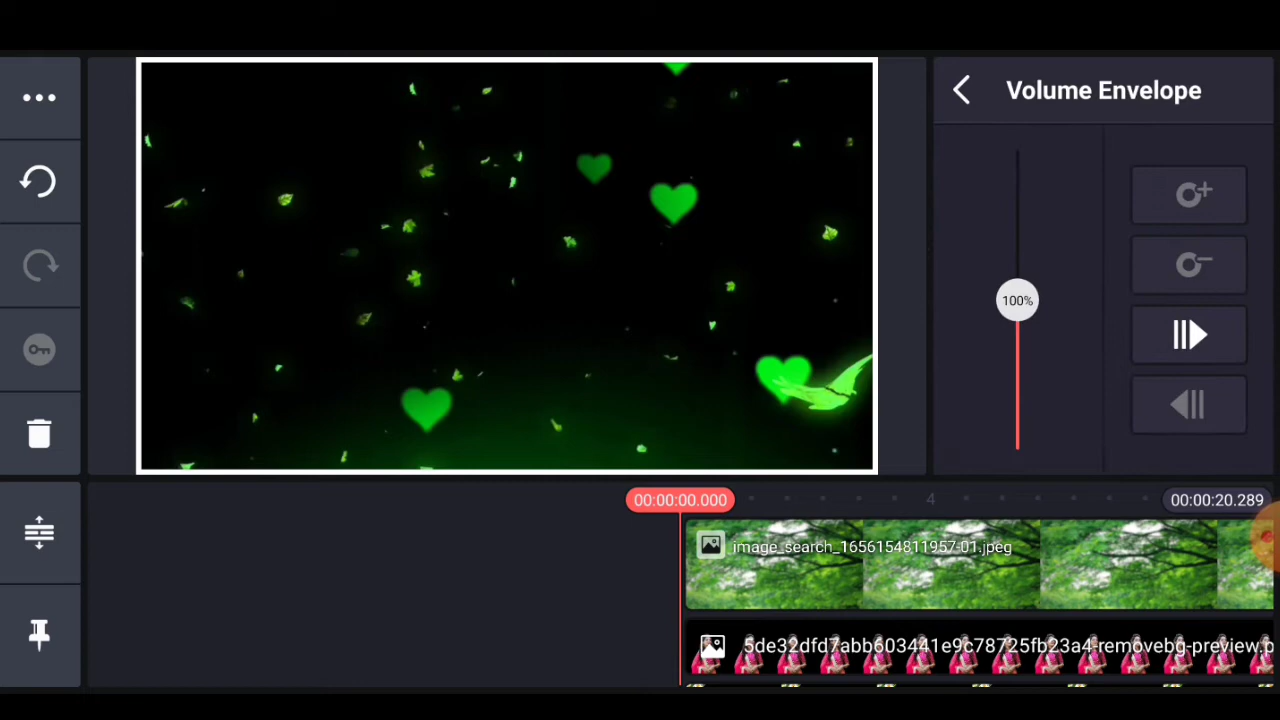 Volume Envelope
100%
00:00:00.000
4
00:00:20.289
image_search_1656154811957-01.jpeg
5de32dfd7abb603441e9c78725fb23a4-removebg-preview.p